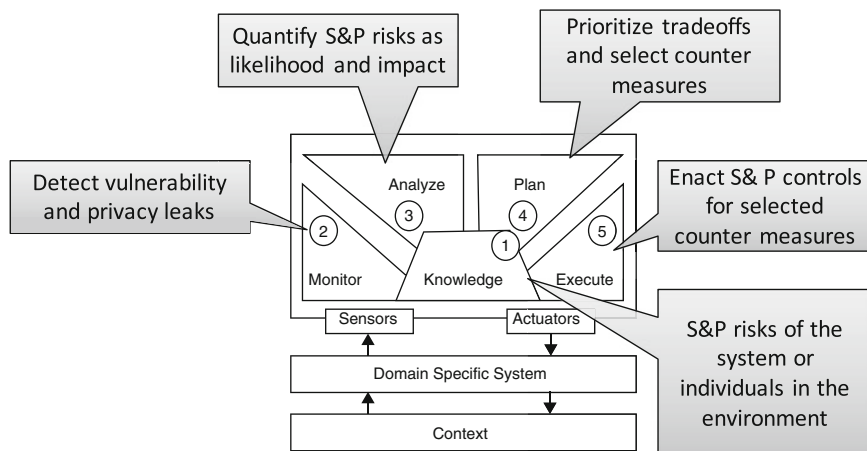 Quantify S&P risks as
likelihood and impact
Prioritize tradeoffs
and select counter
measures
Detect vulnerability
and privacy leaks
Enact S& P controls
for selected
counter measures
Analyze
Plan
3
4
2
1
5
Monitor
Knowledge
Execute
Sensors
Actuators
S&P risks of the
system or
individuals in the
environment
Domain Specific System
Context